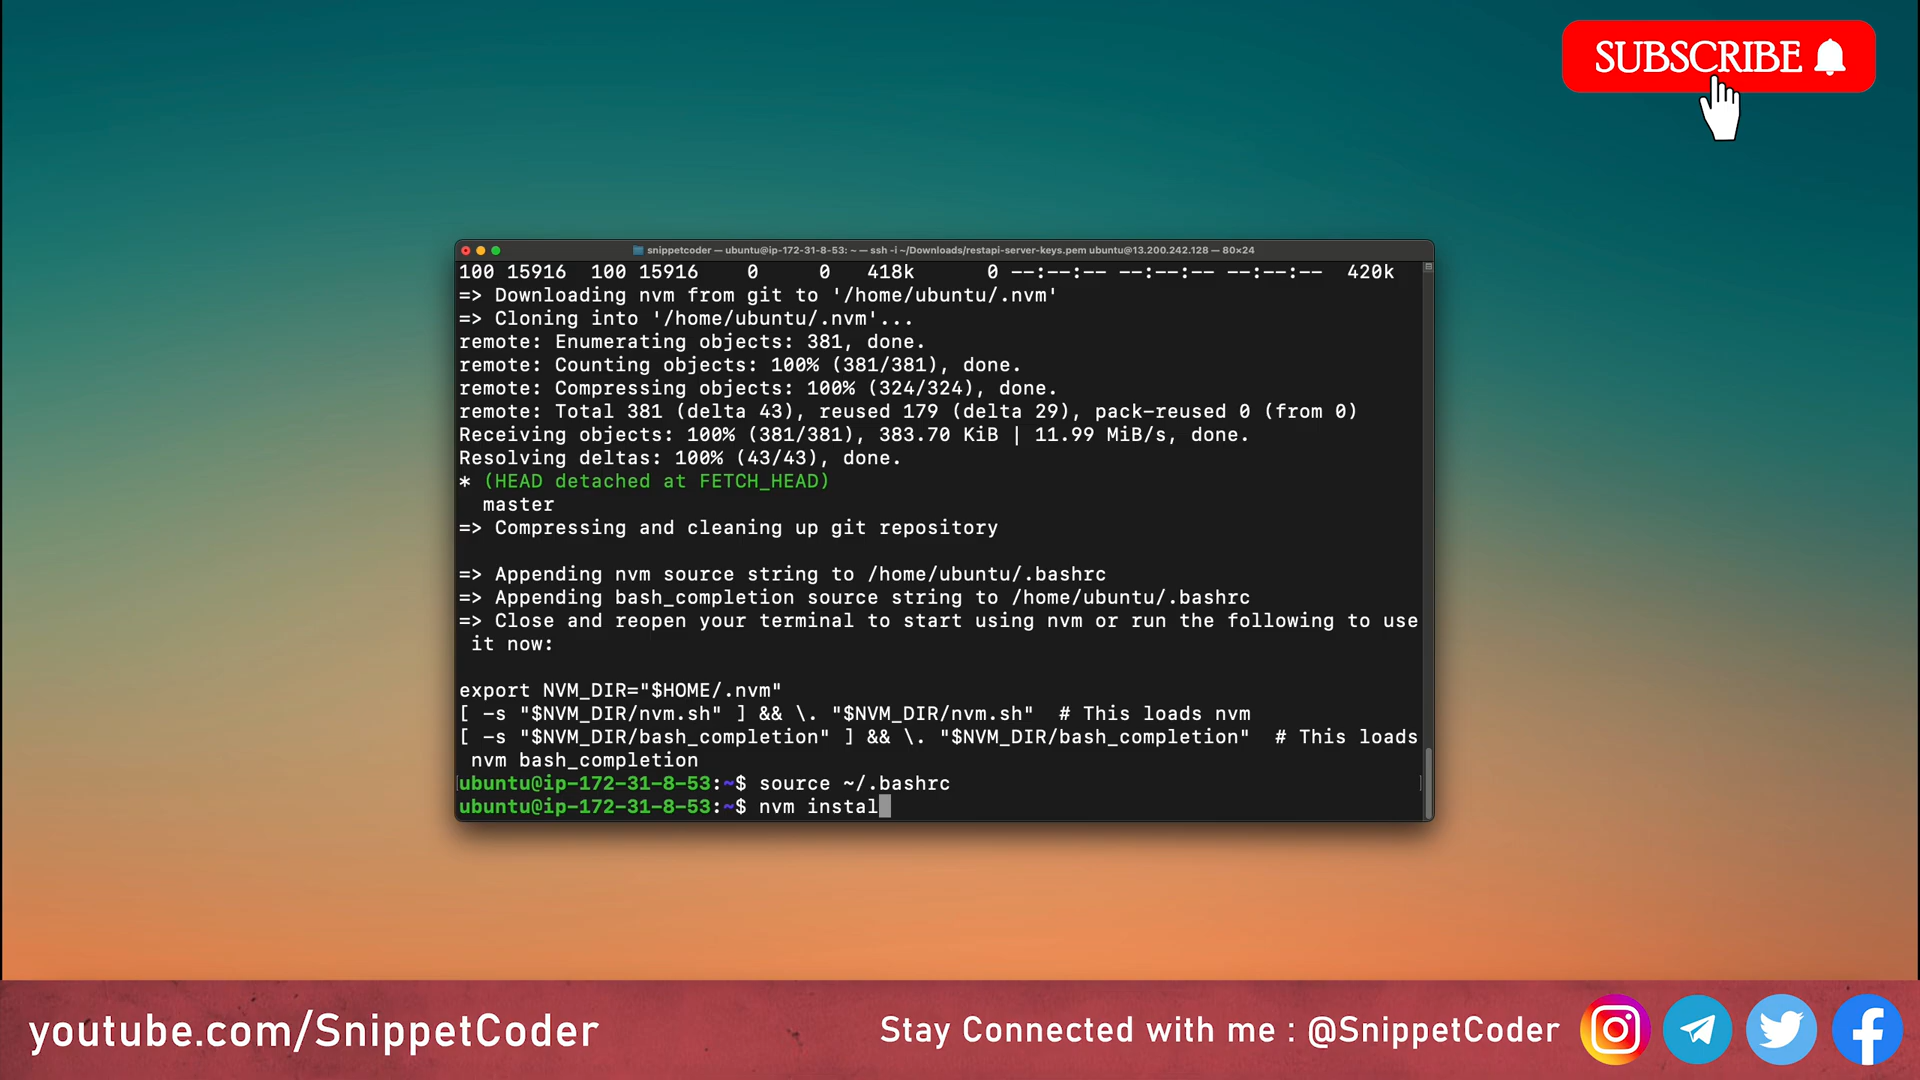 SUBSCRIBE
snippetcoder — ubuntu@ip-172-31-8-53: ~ — ssh -i ~/Downloads/restapi-server-keys.pem ubuntu@13.200.242.128 — 80×24
100 15916  100 15916    0     0   418k      0 --:--:-- --:--:-- --:--:--  420k
=> Downloading nvm from git to '/home/ubuntu/.nvm'
=> Cloning into '/home/ubuntu/.nvm'...
remote: Enumerating objects: 381, done.
remote: Counting objects: 100% (381/381), done.
remote: Compressing objects: 100% (324/324), done.
remote: Total 381 (delta 43), reused 179 (delta 29), pack-reused 0 (from 0)
Receiving objects: 100% (381/381), 383.70 KiB | 11.99 MiB/s, done.
Resolving deltas: 100% (43/43), done.
* (HEAD detached at FETCH_HEAD)
  master
=> Compressing and cleaning up git repository
=> Appending nvm source string to /home/ubuntu/.bashrc
=> Appending bash_completion source string to /home/ubuntu/.bashrc
=> Close and reopen your terminal to start using nvm or run the following to use
 it now:
export NVM_DIR="$HOME/.nvm"
[ -s "$NVM_DIR/nvm.sh" ] && \. "$NVM_DIR/nvm.sh"  # This loads nvm
[ -s "$NVM_DIR/bash_completion" ] && \. "$NVM_DIR/bash_completion"  # This loads
 nvm bash_completion
ubuntu@ip-172-31-8-53:~$ source ~/.bashrc
ubuntu@ip-172-31-8-53:~$ nvm instal
youtube.com/SnippetCoder
Stay Connected with me : @SnippetCoder